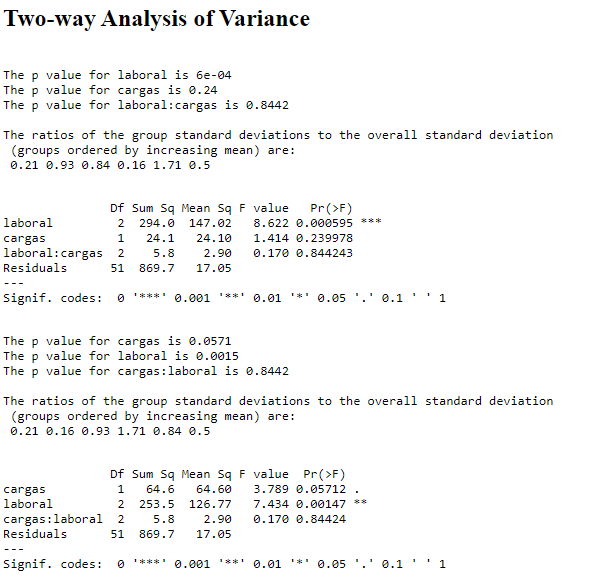 Two-way Analysis of Variance
The p value for laboral is 6e-04
The p value for cargas is 0.24
The p value for laboral:cargas is 0.8442
The ratios of the group standard deviations to the overall standard deviation
(groups ordered by increasing mean) are:
0.21 0.93 0.84 0.16 1.71 0.5
Df Sum Sq Mean Sq F value Pr(>F)
laboral 2 294.0 147.02 8.622 0.000595 ***
cargas 1 24.1 24.10 1.414 0.239978
laboral:cargas 2 5.8 2.90 0.170 0.844243
Residuals 51 869.7 17.05
---
Signif. codes: 0 '***' 0.001 '**' 0.01 '*' 0.05 '.' 0.1 ' ' 1
The p value for cargas is 0.0571
The p value for laboral is 0.0015
The p value for cargas:laboral is 0.8442
The ratios of the group standard deviations to the overall standard deviation
(groups ordered by increasing mean) are:
0.21 0.16 0.93 1.71 0.84 0.5
Df Sum Sq Mean Sq F value Pr(>F)
cargas 1 64.6 64.60 3.789 0.05712 .
laboral 2 253.5 126.77 7.434 0.00147 **
cargas:laboral 2 5.8 2.90 0.170 0.84424
Residuals 51 869.7 17.05
---
Signif. codes: 0 '***' 0.001 '**' 0.01 '*' 0.05 '.' 0.1 ' ' 1